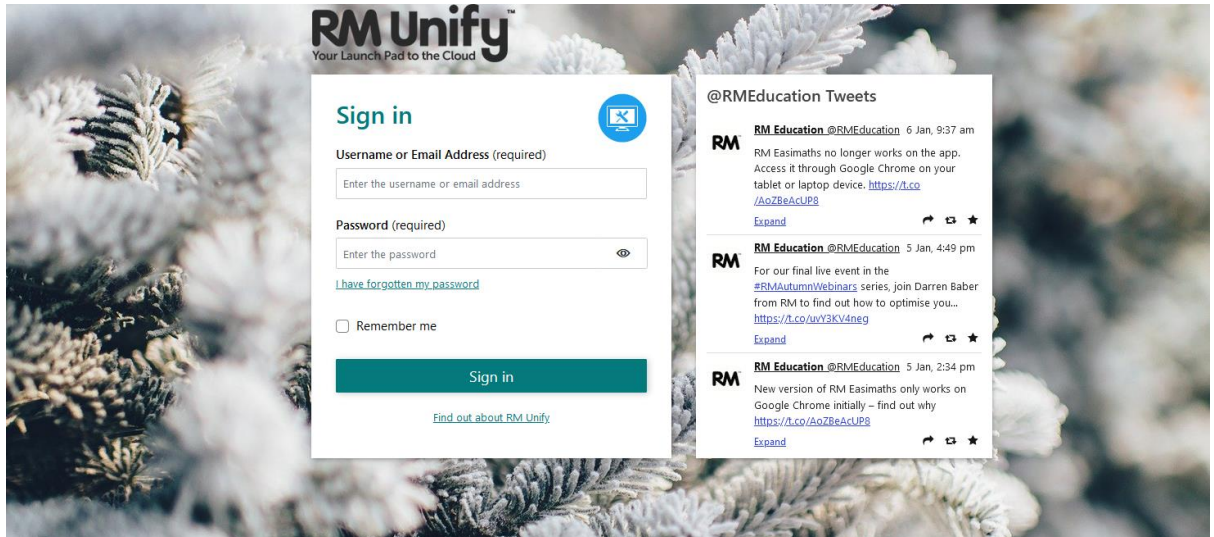 RM Unify™
Your Launch Pad to the Cloud
Sign in
Username or Email Address (required)
Enter the username or email address
Password (required)
Enter the password
I have forgotten my password
Remember me
Sign in
Find out about RM Unify
@RMEducation Tweets
RM
RM Education @RMEducation 6 Jan, 9:37 am
RM Easimaths no longer works on the app.
Access it through Google Chrome on your
tablet or laptop device. https://t.co
/AoZBeAcUP8
Expand
RM
RM Education @RMEducation 5 Jan, 4:49 pm
For our final live event in the
#RMAutumnWebinars series, join Darren Baber
from RM to find out how to optimise you...
https://t.co/uvY3KV4neg
Expand
RM
RM Education @RMEducation 5 Jan, 2:34 pm
New version of RM Easimaths only works on
Google Chrome initially – find out why
https://t.co/AoZBeAcUP8
Expand